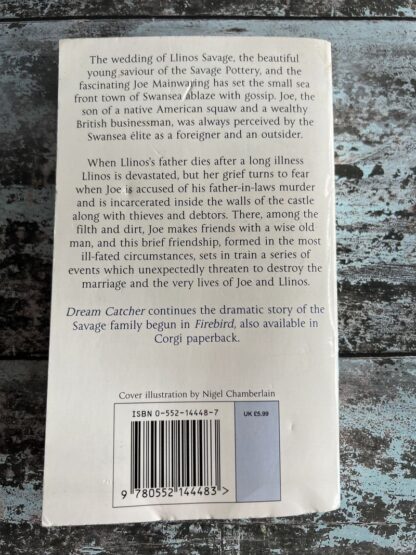 The wedding of Llinos Savage, the beautiful
young saviour of the Savage Pottery, and the
fascinating Joe Mainwaring has set the small sea
front town of Swansea ablaze with gossip. Joe, the
son of a native American squaw and a wealthy
British businessman, was always perceived by the
Swansea élite as a foreigner and an outsider.
When Llinos's father dies after a long illness
Llinos is devastated, but her grief turns to fear
when Joe is accused of his father-in-laws murder
and is incarcerated inside the walls of the castle
along with thieves and debtors. There, among the
filth and dirt, Joe makes friends with a wise old
man, and this brief friendship, formed in the most
ill-fated circumstances, sets in train a series of
events which unexpectedly threaten to destroy the
marriage and the very lives of Joe and Llinos.
Dream Catcher continues the dramatic story of the
Savage family begun in Firebird, also available in
Corgi paperback.
Cover illustration by Nigel Chamberlain
ISBN 0-552-14448-7
UK £5.99
9 780552 144483 >